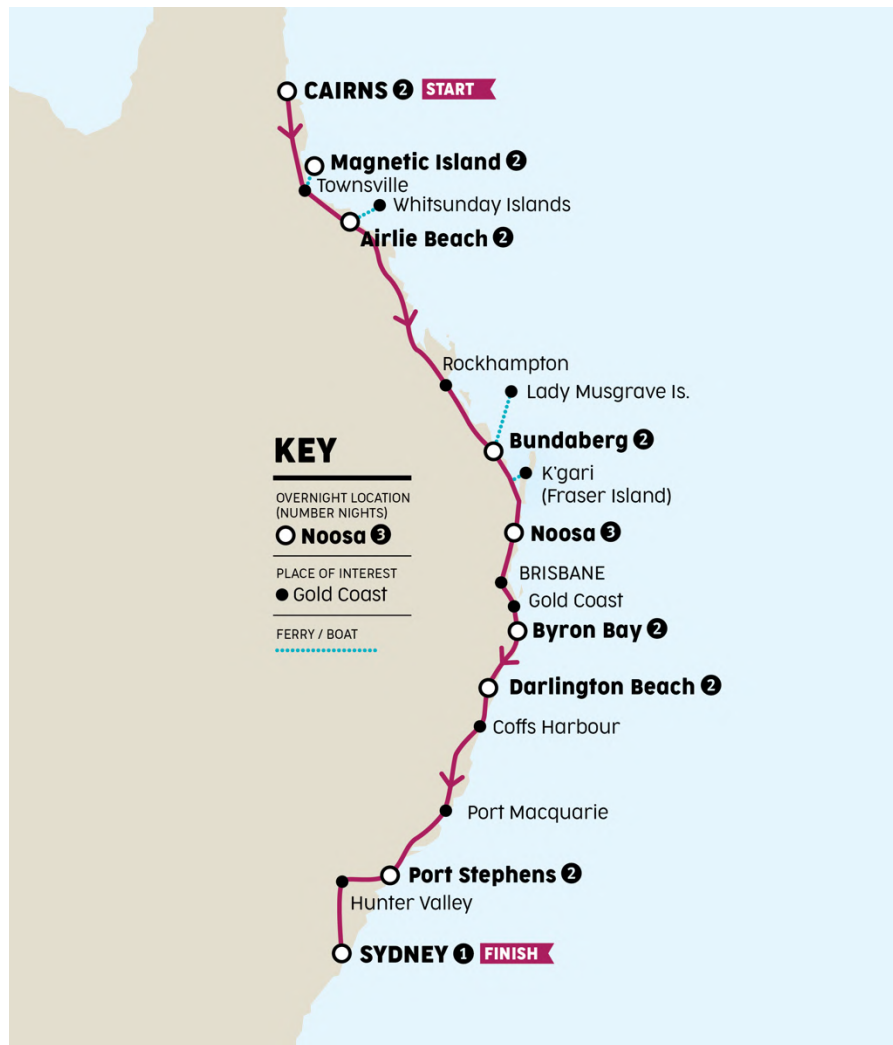 CAIRNS 2 START
Magnetic Island 2
Townsville
Whitsunday Islands
Airlie Beach 2
Rockhampton
Lady Musgrave Is.
Bundaberg 2
K'gari
(Fraser Island)
Noosa 3
BRISBANE
Gold Coast
Byron Bay 2
Darlington Beach 2
Coffs Harbour
Port Macquarie
Port Stephens 2
Hunter Valley
SYDNEY 1 FINISH
KEY
OVERNIGHT LOCATION
(NUMBER NIGHTS)
Noosa 3
PLACE OF INTEREST
Gold Coast
FERRY / BOAT